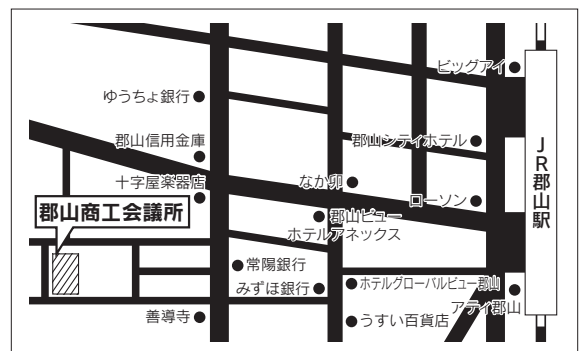 ビッグアイ
ゆうちょ銀行
郡山信用金庫
郡山シティホテル
JR郡山駅
十字屋楽器店
なか卯
ローソン
郡山商工会議所
郡山ビュー
ホテルアネックス
常陽銀行
ホテルグローバルビュー郡山
みずほ銀行
アティ郡山
善導寺
うすい百貨店